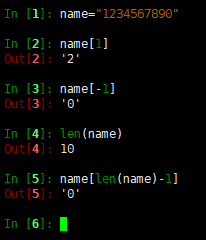 In [1]: name="1234567890"
In [2]: name[1]
Out[2]: '2'
In [3]: name[-1]
Out[3]: '0'
In [4]: len(name)
Out[4]: 10
In [5]: name[len(name)-1]
Out[5]: '0'
In [6]: